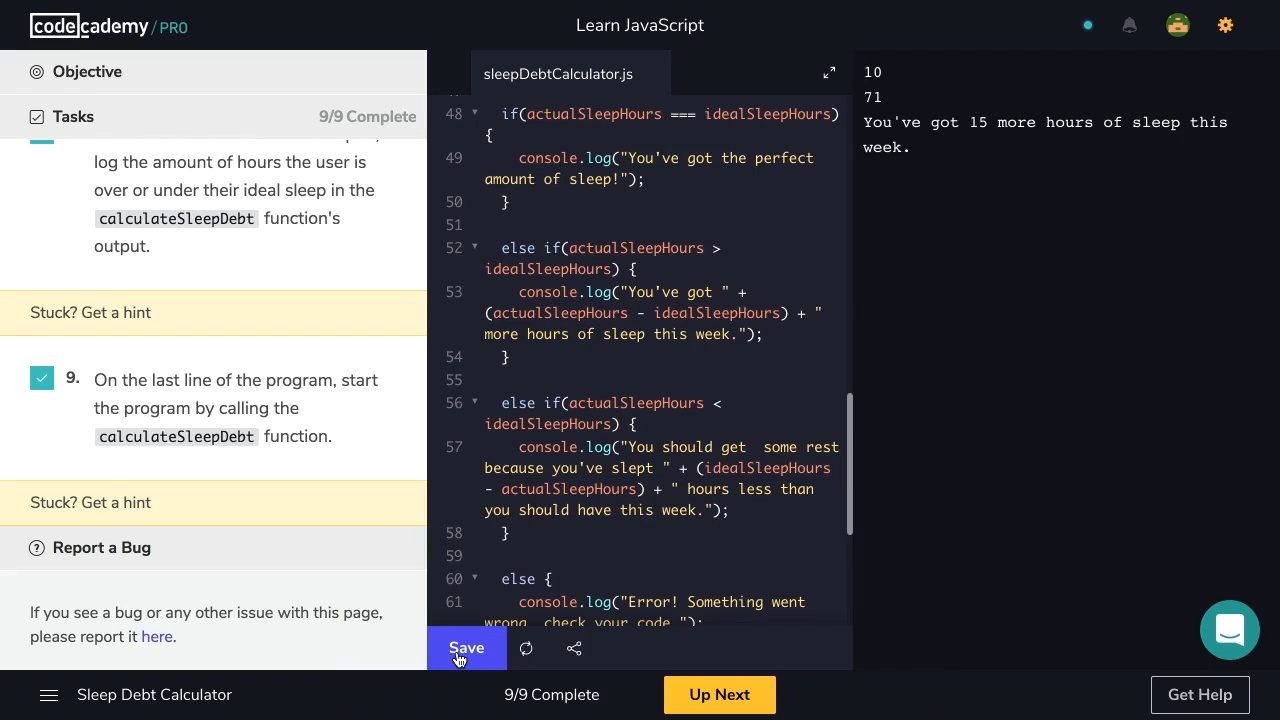 codecademy / PRO
Learn JavaScript
Objective
Tasks
9/9 Complete
log the amount of hours the user is
over or under their ideal sleep in the
calculateSleepDebt function's
output.
Stuck? Get a hint
9. On the last line of the program, start
the program by calling the
calculateSleepDebt function.
Stuck? Get a hint
Report a Bug
If you see a bug or any other issue with this page,
please report it here.
sleepDebtCalculator.js
48 if(actualSleepHours === idealSleepHours)
{
49 console.log("You've got the perfect
amount of sleep!");
50 }
51
52 else if(actualSleepHours >
idealSleepHours) {
53 console.log("You've got " +
(actualSleepHours - idealSleepHours) + "
more hours of sleep this week.");
54 }
55
56 else if(actualSleepHours <
idealSleepHours) {
57 console.log("You should get  some rest
because you've slept " + (idealSleepHours
- actualSleepHours) + " hours less than
you should have this week.");
58 }
59
60 else {
61 console.log("Error! Something went
wrong, check your code.");
Save
10
71
You've got 15 more hours of sleep this
week.
Sleep Debt Calculator
9/9 Complete
Up Next
Get Help